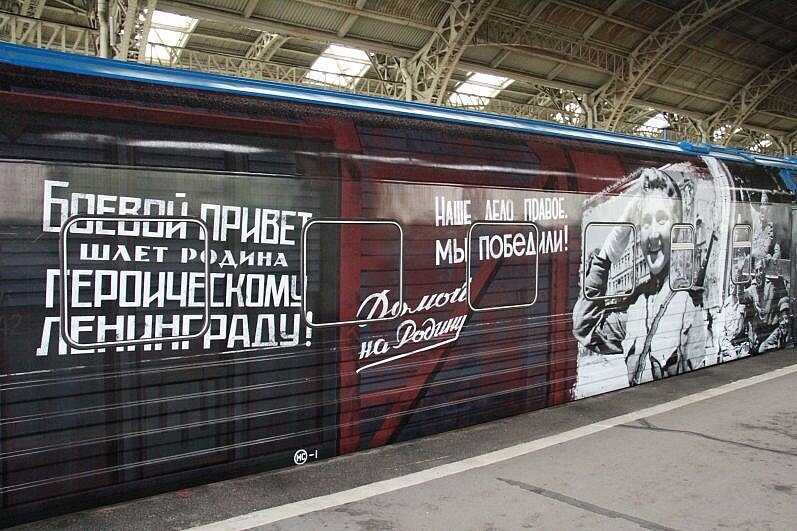 БОЕВОЙ ПРИВЕТ
ШЛЕТ РОДИНА
ГЕРОИЧЕСКОМУ
ЛЕНИНГРАДУ!
НАШЕ ДЕЛО ПРАВОЕ.
МЫ ПОБЕДИЛИ!
Домой
на Родину
МС-1